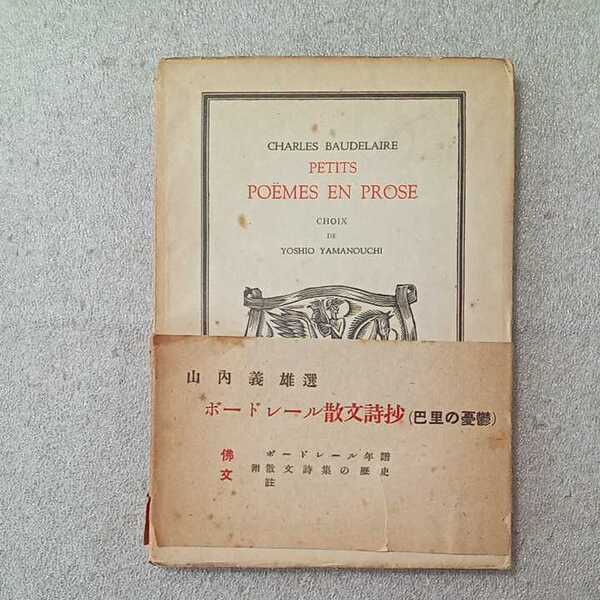 CHARLES BAUDELAIRE
PETITS
POËMES EN PROSE
CHOIX
DE
YOSHIO YAMANOUCHI
山内義雄選
ボードレール散文詩抄(巴里の憂鬱)
佛文
ボードレール年譜
附散文詩集の歴史
註